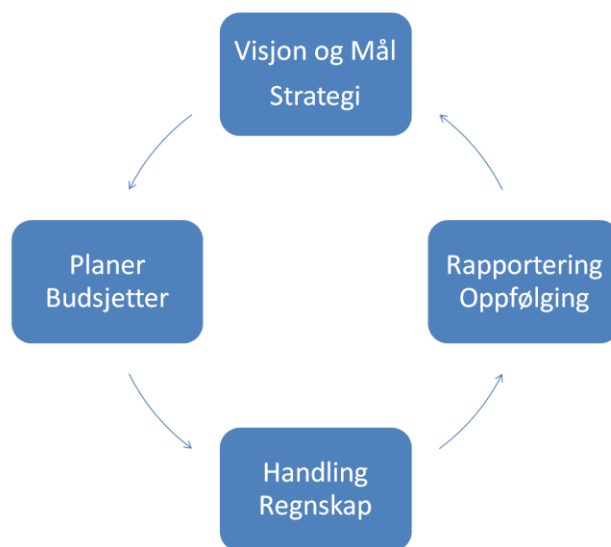 Visjon og Mål
Strategi
Planer
Budsjetter
Rapportering
Oppfølging
Handling
Regnskap